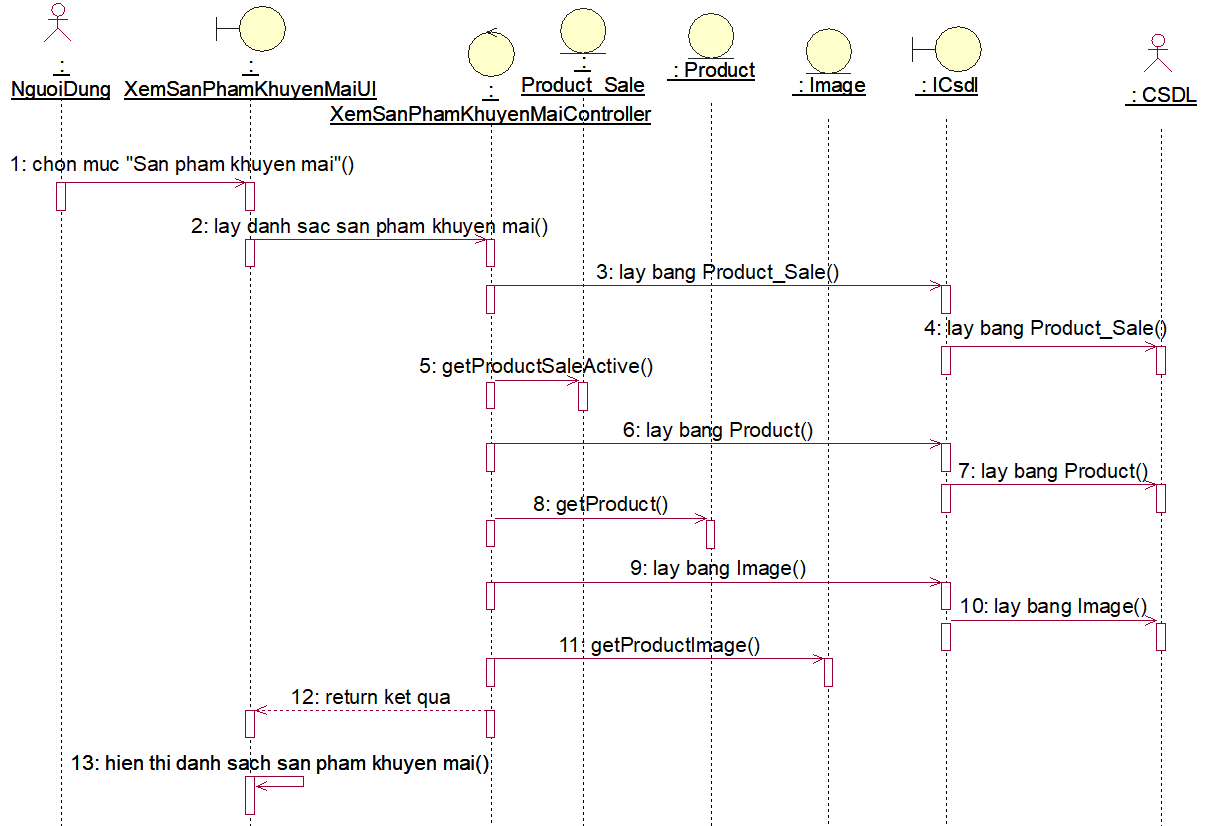 :
NguoiDung
:
XemSanPhamKhuyenMaiUI
:
XemSanPhamKhuyenMaiController
:
Product_Sale
: Product
: Image
: ICsdl
: CSDL
1: chon muc "San pham khuyen mai"()
2: lay danh sac san pham khuyen mai()
3: lay bang Product_Sale()
4: lay bang Product_Sale()
5: getProductSaleActive()
6: lay bang Product()
7: lay bang Product()
8: getProduct()
9: lay bang Image()
10: lay bang Image()
11: getProductImage()
12: return ket qua
13: hien thi danh sach san pham khuyen mai()